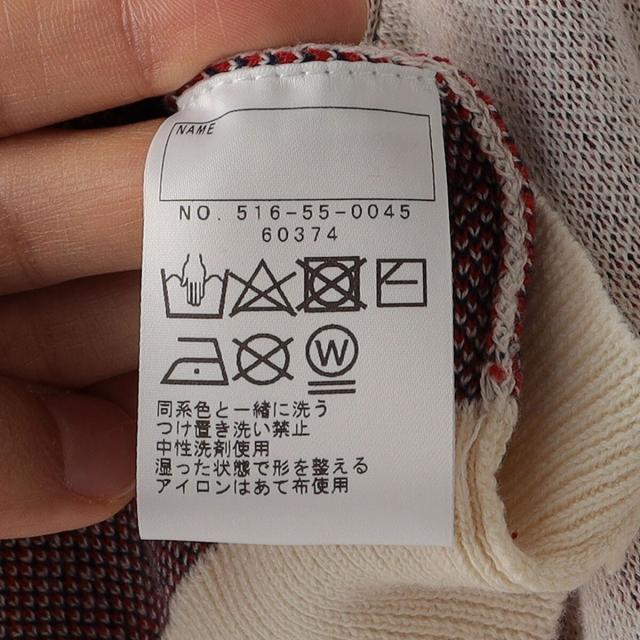 NAME
NO. 516-55-0045
60374
W
同系色と一緒に洗う
つけ置き洗い禁止
中性洗剤使用
湿った状態で形を整える
アイロンはあて布使用